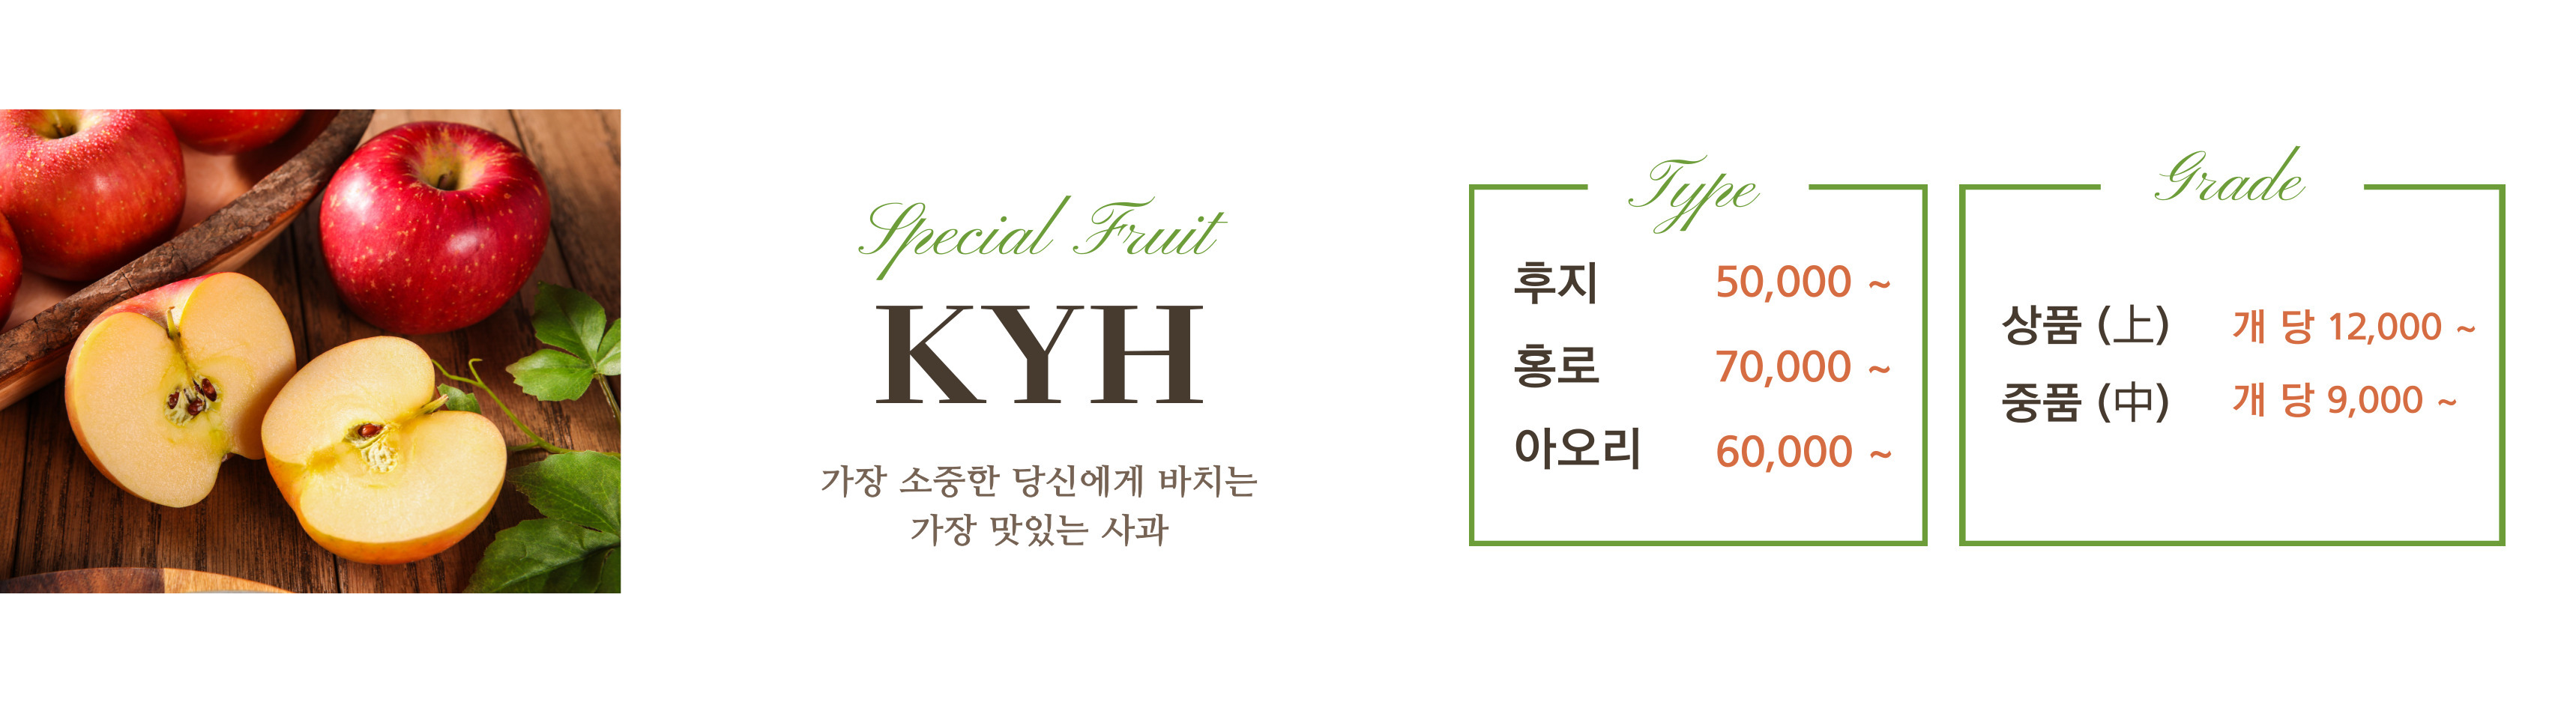 Special Fruit
KYH
가장 소중한 당신에게 바치는
가장 맛있는 사과
Type
후지 50,000 ~
홍로 70,000 ~
아오리 60,000 ~
Grade
상품 (上) 개 당 12,000 ~
중품 (中) 개 당 9,000 ~